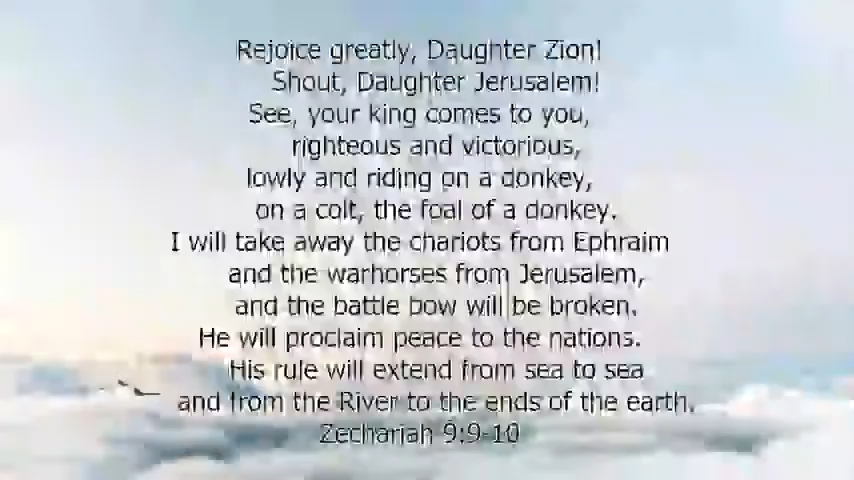 Rejoice greatly, Daughter Zion!
Shout, Daughter Jerusalem!
See, your king comes to you,
righteous and victorious,
lowly and riding on a donkey,
on a colt, the foal of a donkey.
I will take away the chariots from Ephraim
and the warhorses from Jerusalem,
and the battle bow will be broken.
He will proclaim peace to the nations.
His rule will extend from sea to sea
and from the River to the ends of the earth.
Zechariah 9:9-10